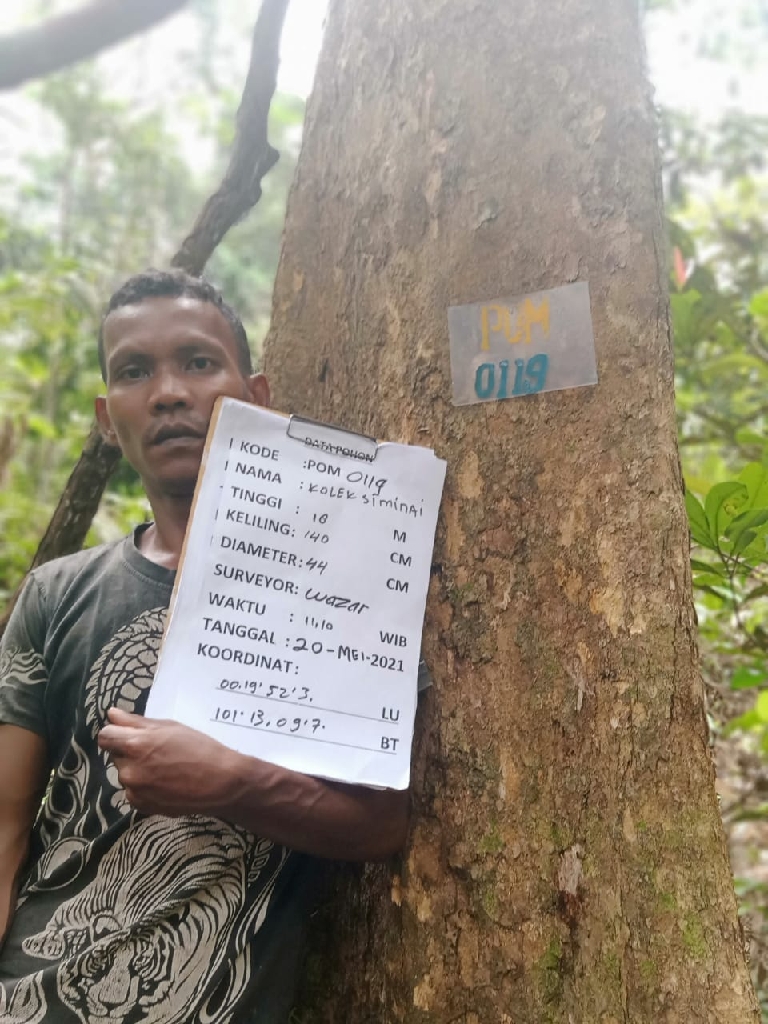 PUM
0119
DATA POHON
KODE :POM 0119
NAMA : KOLEK SIMINAI
TINGGI : 18 M
KELILING: 140 CM
DIAMETER: 44 CM
SURVEYOR: wazar
WAKTU : 11.10 WIB
TANGGAL : 20-MEI-2021
KOORDINAT:
00.19'52'3. LU
101.13.09'7. BT